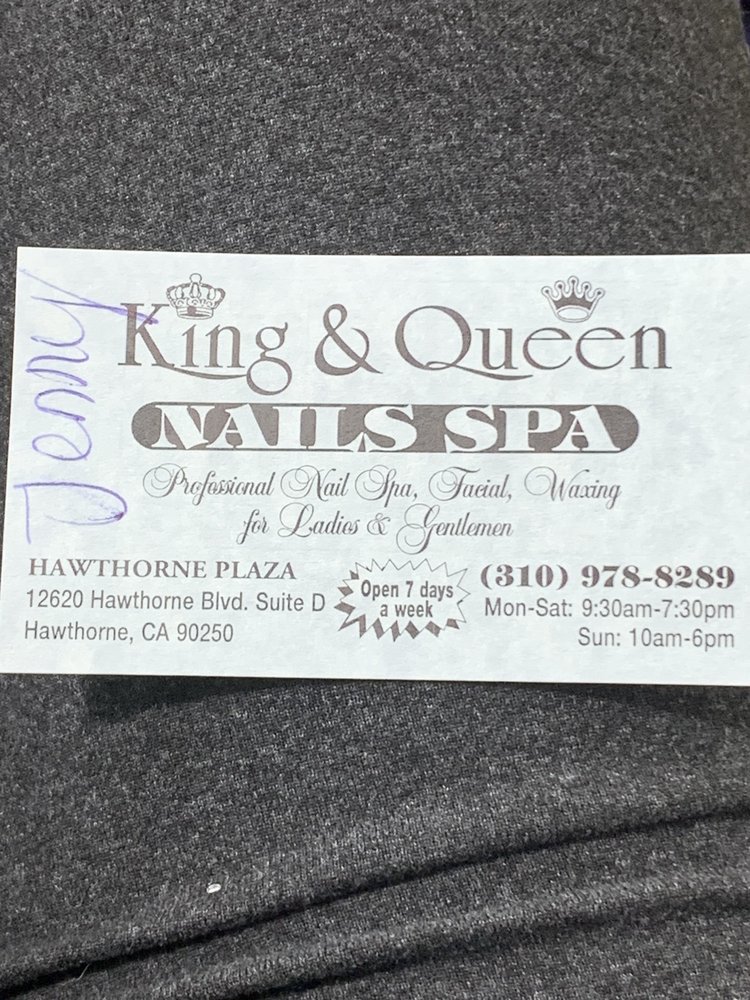 Jenny
King & Queen
NAILS SPA
Professional Nail Spa, Facial, Waxing
for Ladies & Gentlemen
HAWTHORNE PLAZA
12620 Hawthorne Blvd. Suite D
Hawthorne, CA 90250
Open 7 days
a week
(310) 978-8289
Mon-Sat: 9:30am-7:30pm
Sun: 10am-6pm